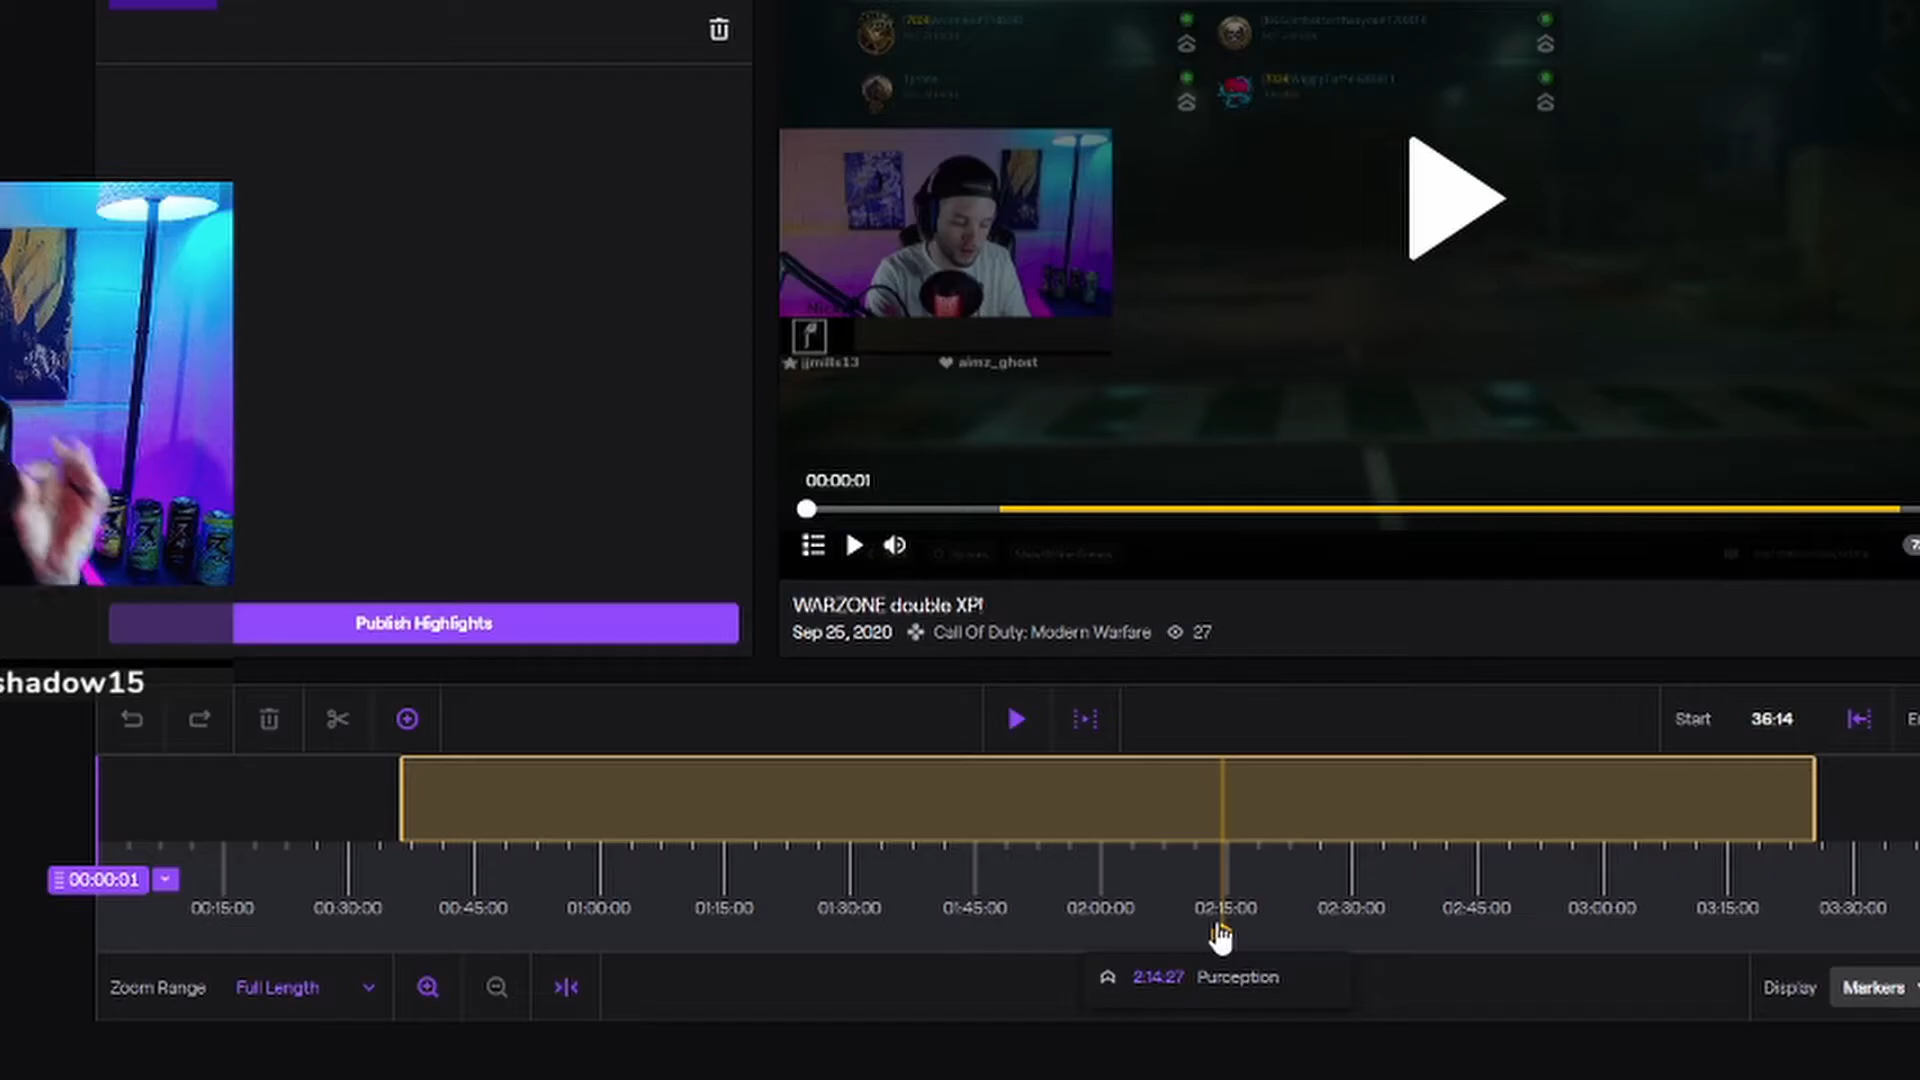 jjmills13
aimz_ghost
00:00:01
WARZONE double XP!
Sep 25, 2020
Call Of Duty: Modern Warfare
27
Publish Highlights
shadow15
Start 36:14
00:00:01
00:15:00 00:30:00 00:45:00 01:00:00 01:15:00 01:30:00 01:45:00 02:00:00 02:15:00 02:30:00 02:45:00 03:00:00 03:15:00 03:30:00
2:14:27 Purception
Zoom Range Full Length
Display Markers